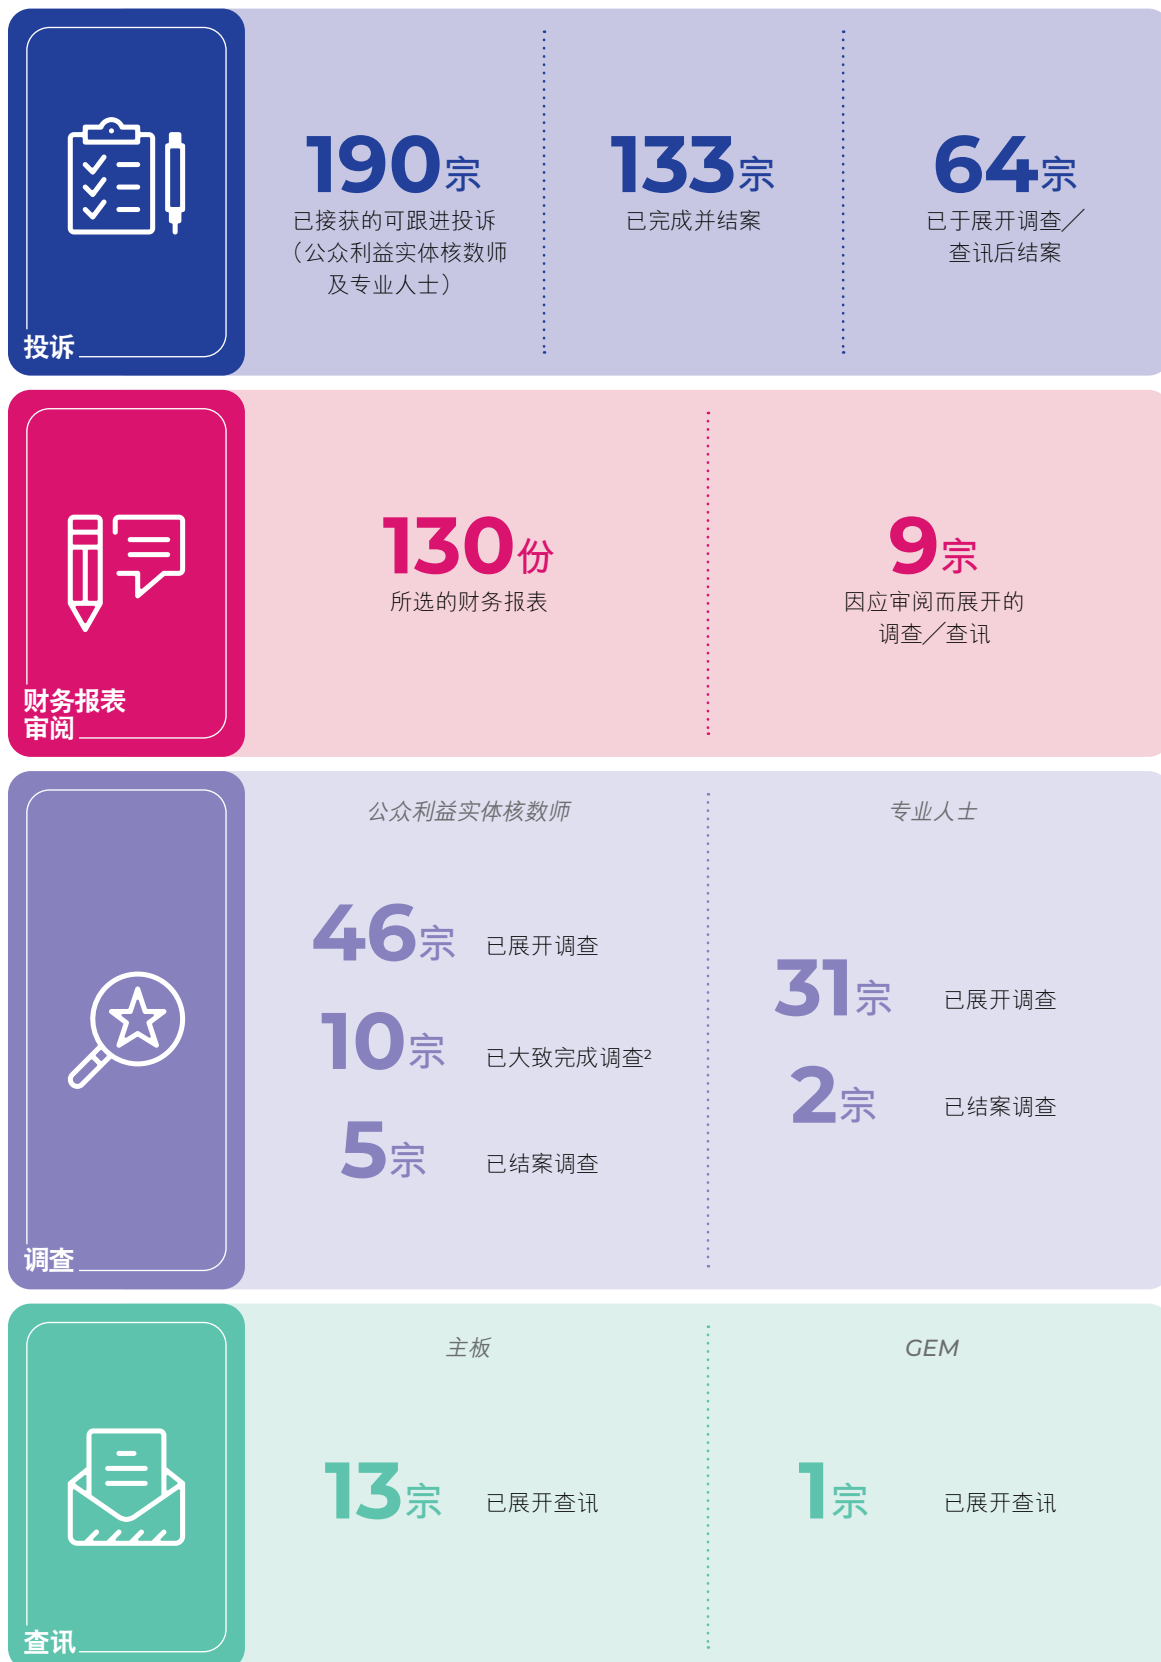 投诉
190宗
已接获的可跟进投诉
（公众利益实体核数师
及专业人士）
133宗
已完成并结案
64宗
已于展开调查／
查讯后结案
财务报表
审阅
130份
所选的财务报表
9宗
因应审阅而展开的
调查／查讯
调查
公众利益实体核数师
46宗 已展开调查
10宗 已大致完成调查²
5宗 已结案调查
专业人士
31宗 已展开调查
2宗 已结案调查
查讯
主板
13宗 已展开查讯
GEM
1宗 已展开查讯